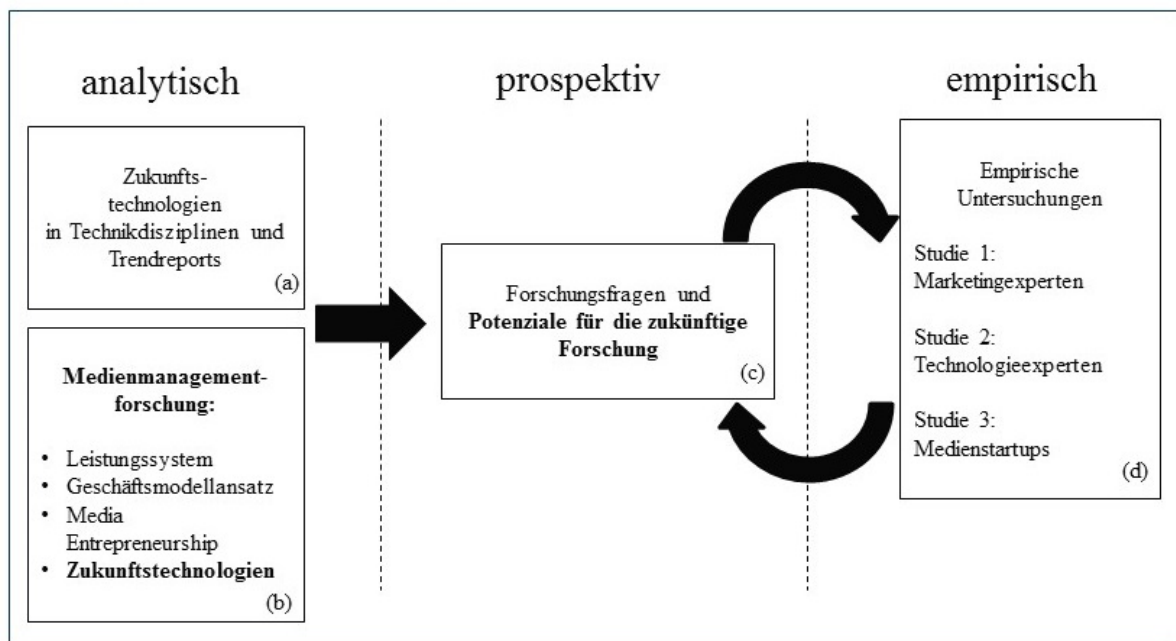 analytisch
prospektiv
empirisch
Zukunfts-
technologien
in Technikdisziplinen und
Trendreports
(a)
Medienmanagement-
forschung:
• Leistungssystem
• Geschäftsmodellansatz
• Media
Entrepreneurship
• Zukunftstechnologien
(b)
Forschungsfragen und
Potenziale für die zukünftige
Forschung
(c)
Empirische
Untersuchungen
Studie 1:
Marketingexperten
Studie 2:
Technologieexperten
Studie 3:
Medienstartups
(d)